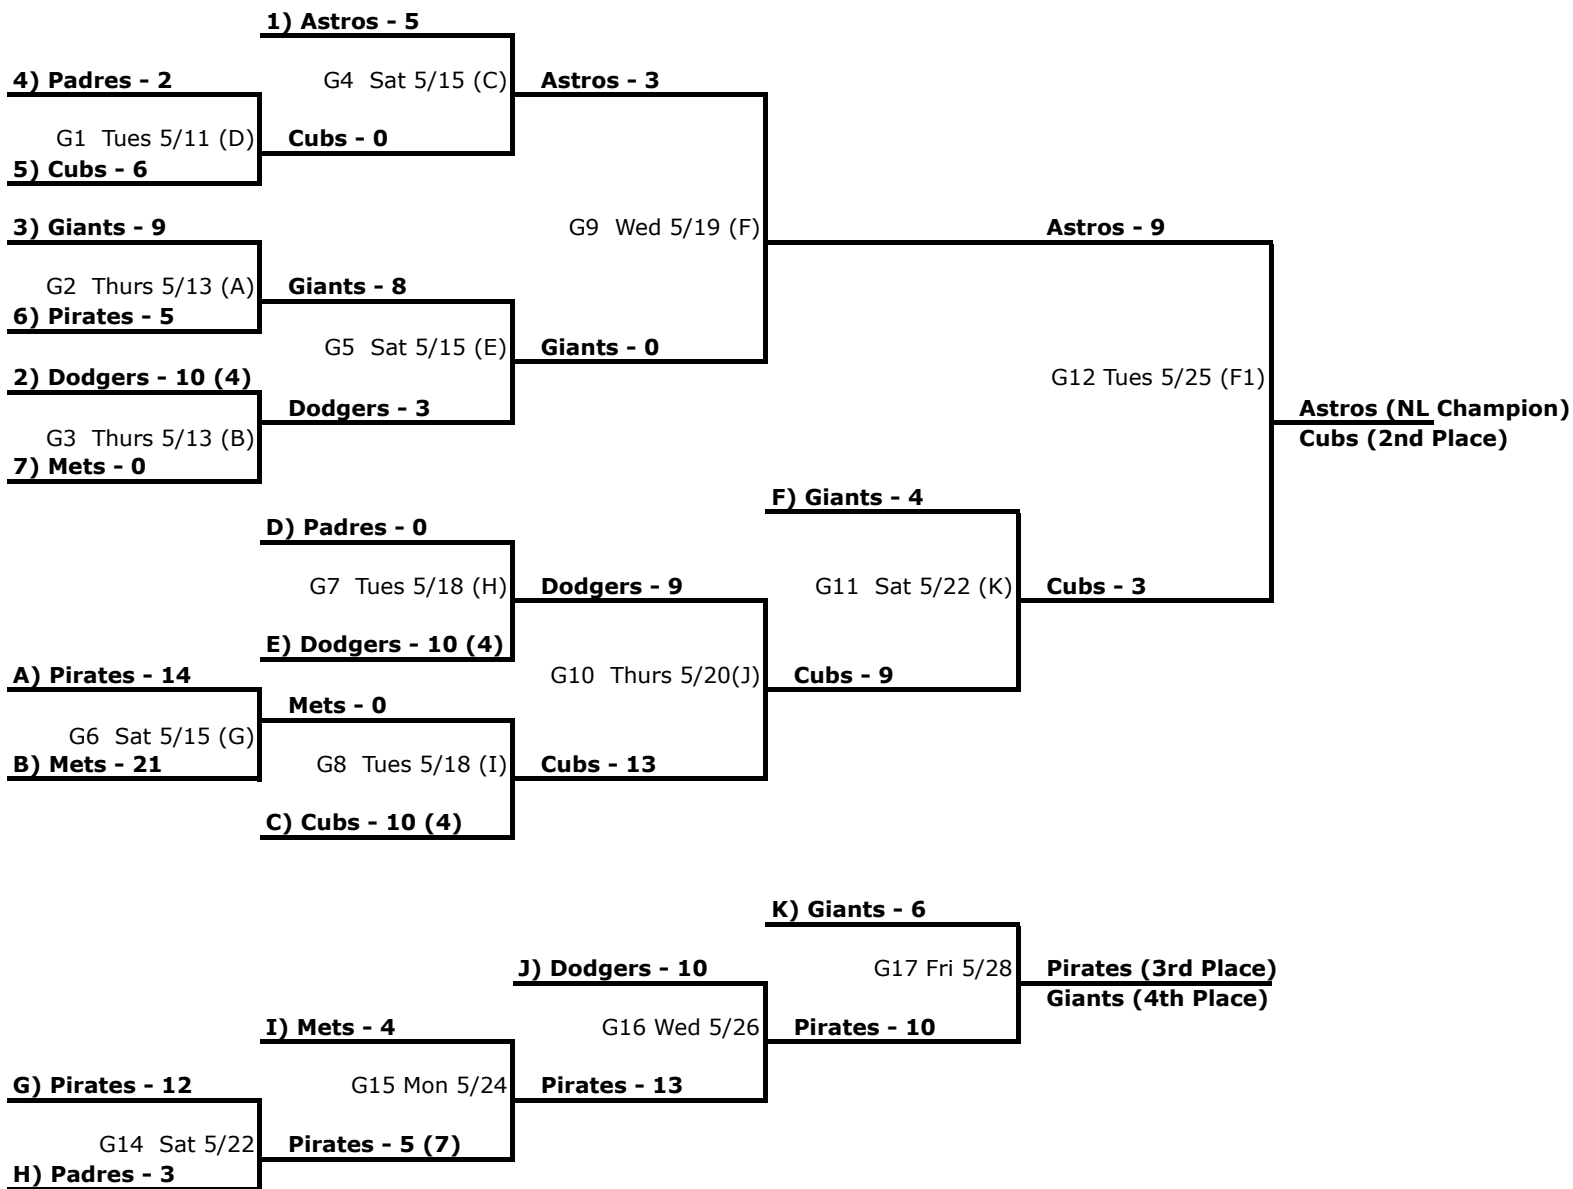 1) Astros - 5
4) Padres - 2
G4  Sat 5/15 (C)
Astros - 3
G1  Tues 5/11 (D)
Cubs - 0
5) Cubs - 6
3) Giants - 9
G9  Wed 5/19 (F)
Astros - 9
G2  Thurs 5/13 (A)
Giants - 8
6) Pirates - 5
G5  Sat 5/15 (E)
Giants - 0
2) Dodgers - 10 (4)
G12 Tues 5/25 (F1)
Dodgers - 3
Astros (NL Champion)
G3  Thurs 5/13 (B)
Cubs (2nd Place)
7) Mets - 0
F) Giants - 4
D) Padres - 0
G7  Tues 5/18 (H)
Dodgers - 9
G11  Sat 5/22 (K)
Cubs - 3
E) Dodgers - 10 (4)
A) Pirates - 14
G10  Thurs 5/20(J)
Cubs - 9
Mets - 0
G6  Sat 5/15 (G)
B) Mets - 21
G8  Tues 5/18 (I)
Cubs - 13
C) Cubs - 10 (4)
K) Giants - 6
J) Dodgers - 10
G17 Fri 5/28
Pirates (3rd Place)
Giants (4th Place)
I) Mets - 4
G16 Wed 5/26
Pirates - 10
G) Pirates - 12
G15 Mon 5/24
Pirates - 13
G14  Sat 5/22
Pirates - 5 (7)
H) Padres - 3